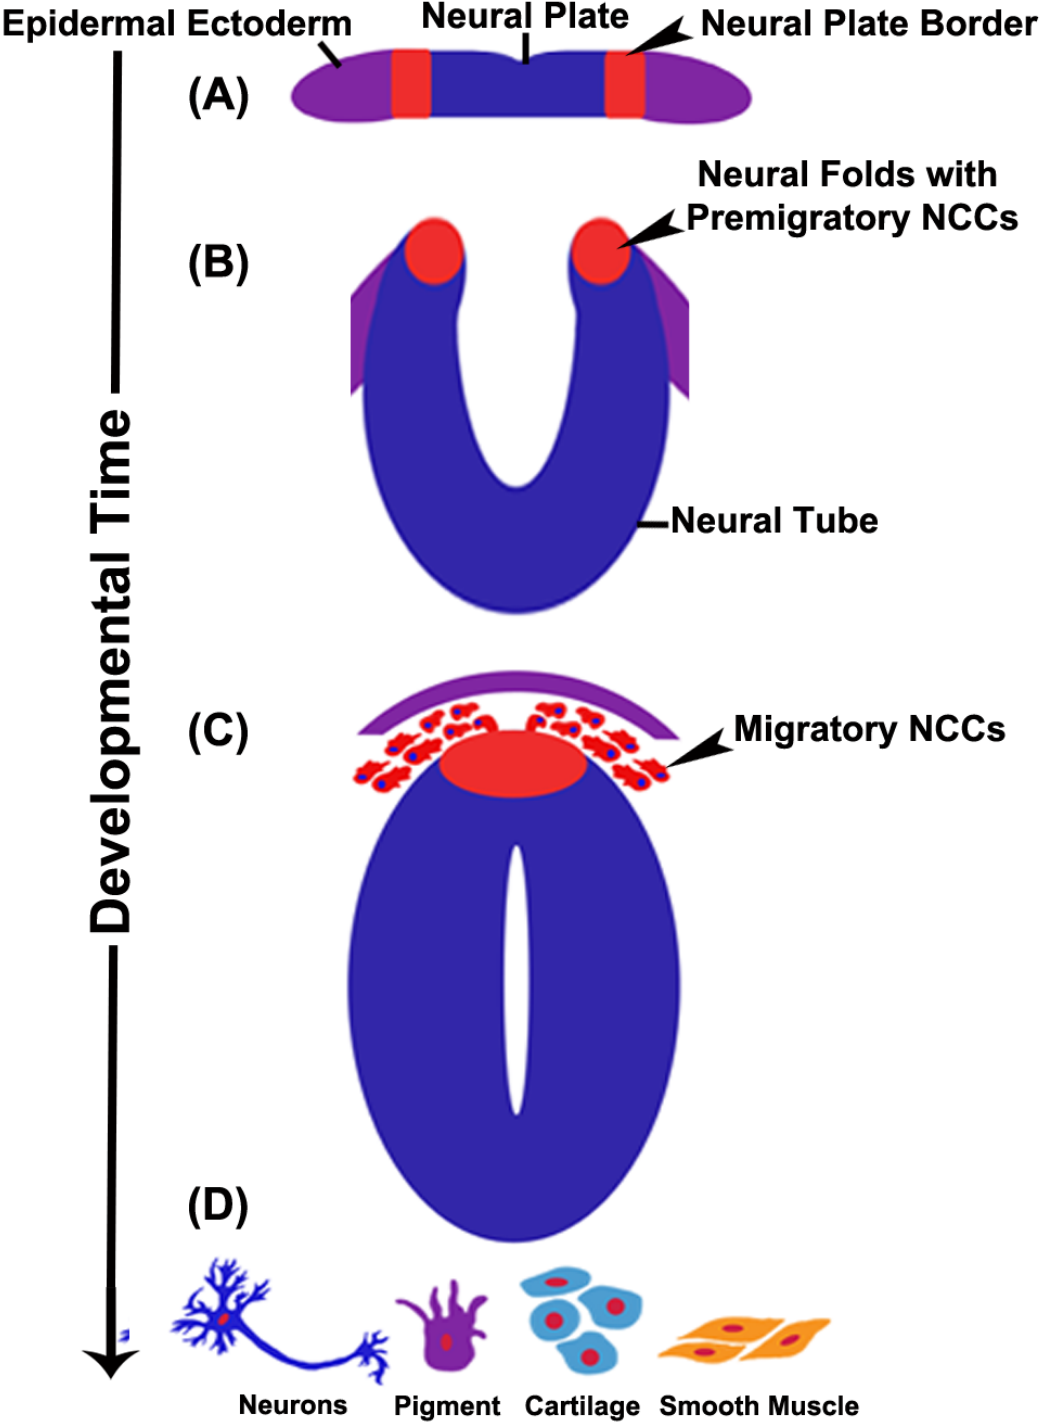 Epidermal Ectoderm
Neural Plate
Neural Plate Border
(A)
Neural Folds with
Premigratory NCCs
(B)
Neural Tube
Developmental Time
(C)
Migratory NCCs
(D)
Neurons
Pigment
Cartilage
Smooth Muscle